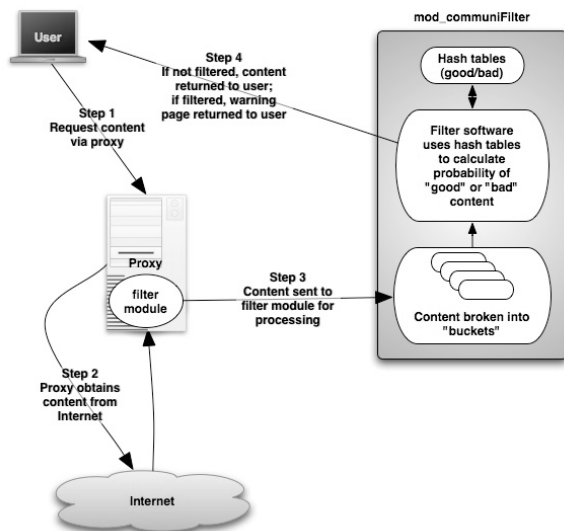 mod_communiFilter
User
Step 4
If not filtered, content
returned to user;
if filtered, warning
page returned to user
Hash tables
(good/bad)
Step 1
Request content
via proxy
Filter software
uses hash tables
to calculate
probability of
"good" or "bad"
content
Proxy
filter
module
Step 3
Content sent to
filter module for
processing
Content broken into
"buckets"
Step 2
Proxy obtains
content from
Internet
Internet